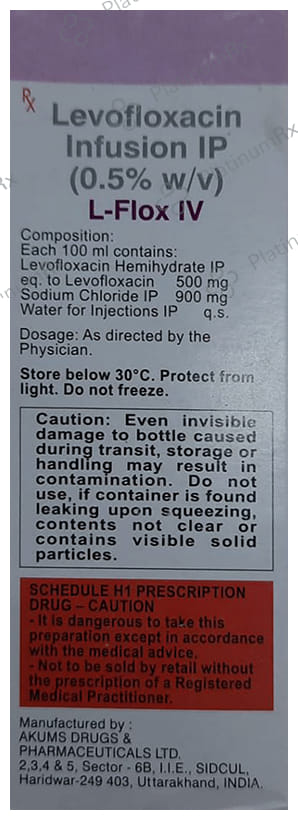 Rx
Levofloxacin
Infusion IP
(0.5% w/v)
L-Flox IV
Composition:
Each 100 ml contains:
Levofloxacin Hemihydrate IP
eq. to Levofloxacin 500 mg
Sodium Chloride IP 900 mg
Water for Injections IP q.s.
Dosage: As directed by the
Physician.
Store below 30°C. Protect from
light. Do not freeze.
Caution: Even invisible
damage to bottle caused
during transit, storage or
handling may result in
contamination. Do not
use, if container is found
leaking upon squeezing,
contents not clear or
contains visible solid
particles.
SCHEDULE H1 PRESCRIPTION
DRUG – CAUTION
- It is dangerous to take this
preparation except in accordance
with the medical advice.
- Not to be sold by retail without
the prescription of a Registered
Medical Practitioner.
Manufactured by :
AKUMS DRUGS &
PHARMACEUTICALS LTD.
2,3,4 & 5, Sector - 6B, I.I.E., SIDCUL,
Haridwar-249 403, Uttarakhand, INDIA.
PlatinumRx